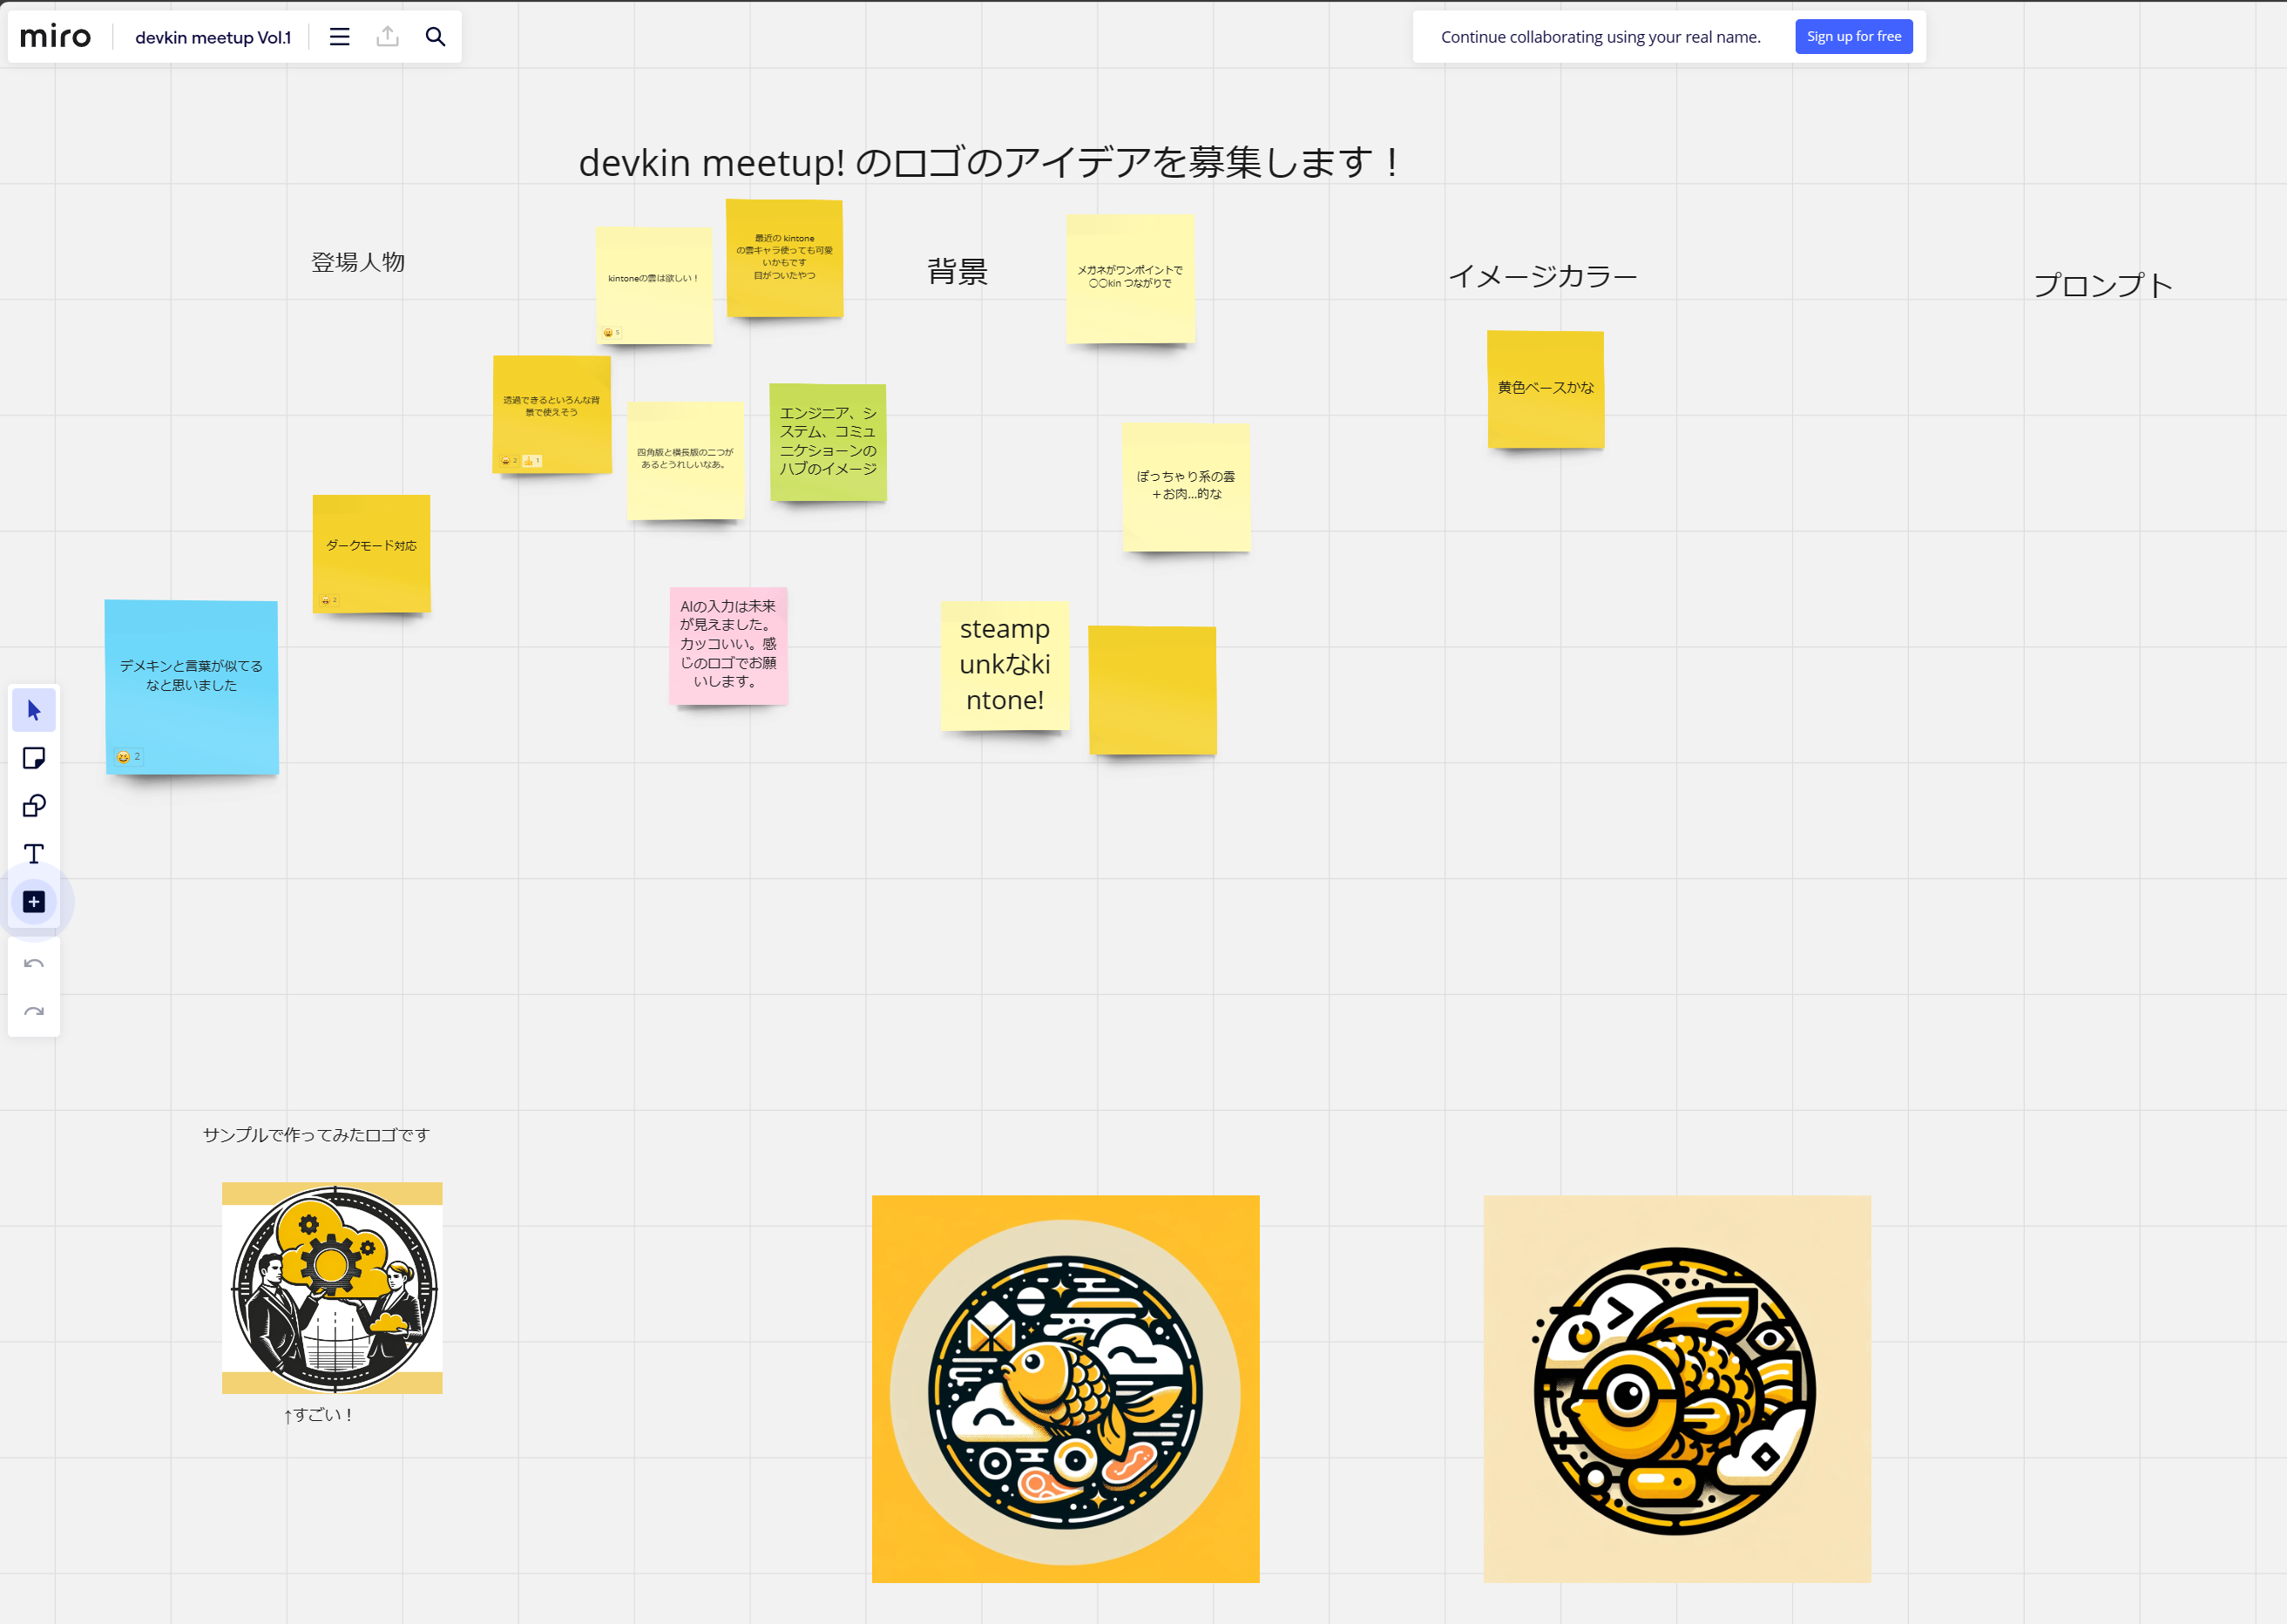 miro
devkin meetup Vol.1
Continue collaborating using your real name.
Sign up for free
devkin meetup! のロゴのアイデアを募集します！
登場人物
背景
イメージカラー
プロンプト
kintoneの雲は欲しい！
5
最近の kintone
の雲キャラ使っても可愛
いかもです
目がついたやつ
メガネがワンポイントで
〇〇kin つながりで
黄色ベースかな
透過できるといろんな背
景で使えそう
2
1
四角版と横長版の二つが
あるとうれしいなあ。
エンジニア、シ
ステム、コミュ
ニケショーンの
ハブのイメージ
ぽっちゃり系の雲
＋お肉...的な
ダークモード対応
2
デメキンと言葉が似てる
なと思いました
2
AIの入力は未来
が見えました。
カッコいい。感
じのロゴでお願
いします。
steamp
unkなki
ntone!
サンプルで作ってみたロゴです
↑すごい！